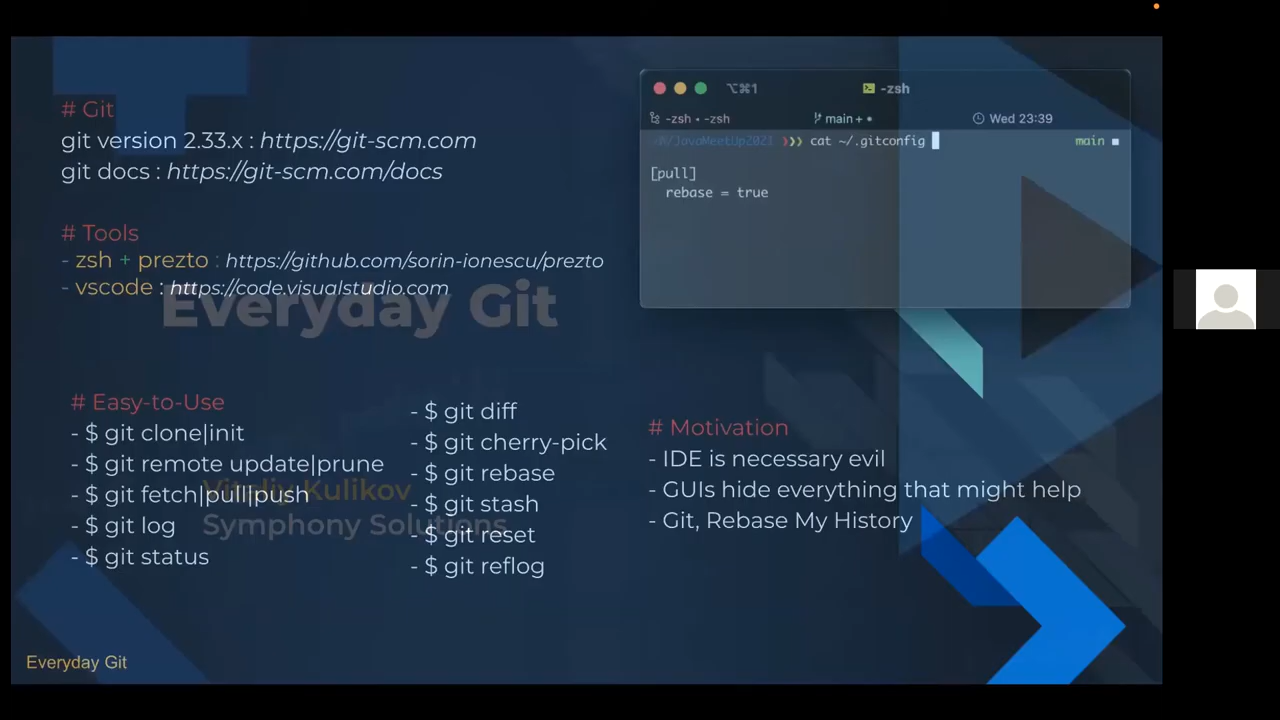 # Git
git version 2.33.x : https://git-scm.com
git docs : https://git-scm.com/docs
# Tools
- zsh + prezto : https://github.com/sorin-ionescu/prezto
- vscode : https://code.visualstudio.com
Everyday Git
⌥⌘1 -zsh
-zsh • -zsh main + • Wed 23:39
~/W/JavaMeetUp2021 ❯❯❯ cat ~/.gitconfig main
[pull]
rebase = true
# Easy-to-Use
- $ git clone|init
- $ git remote update|prune
- $ git fetch|pull|push
- $ git log
- $ git status
- $ git diff
- $ git cherry-pick
- $ git rebase
- $ git stash
- $ git reset
- $ git reflog
Vitaliy Kulikov
Symphony Solutions
# Motivation
- IDE is necessary evil
- GUIs hide everything that might help
- Git, Rebase My History
Everyday Git